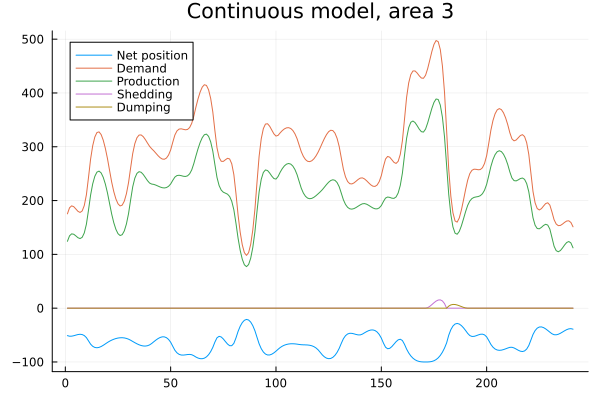 Continuous model, area 3
Net position
Demand
Production
Shedding
Dumping
500
400
300
200
100
0
−100
0
50
100
150
200